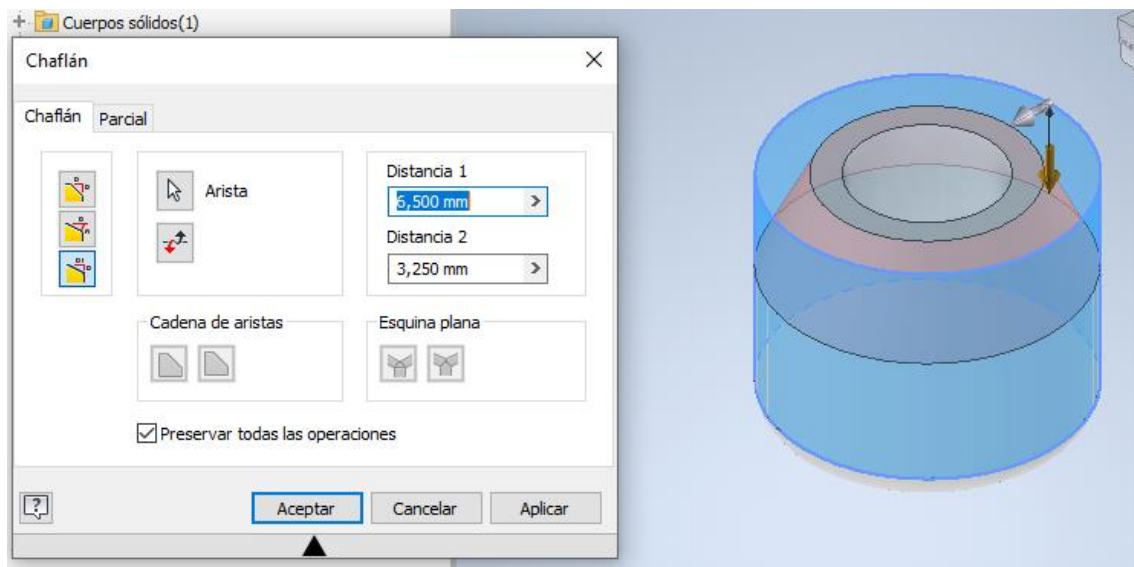 Cuerpos sólidos(1)
Chaflán
Chaflán Parcial
Arista
Distancia 1
6,500 mm
Distancia 2
3,250 mm
Cadena de aristas
Esquina plana
Preservar todas las operaciones
Aceptar Cancelar Aplicar